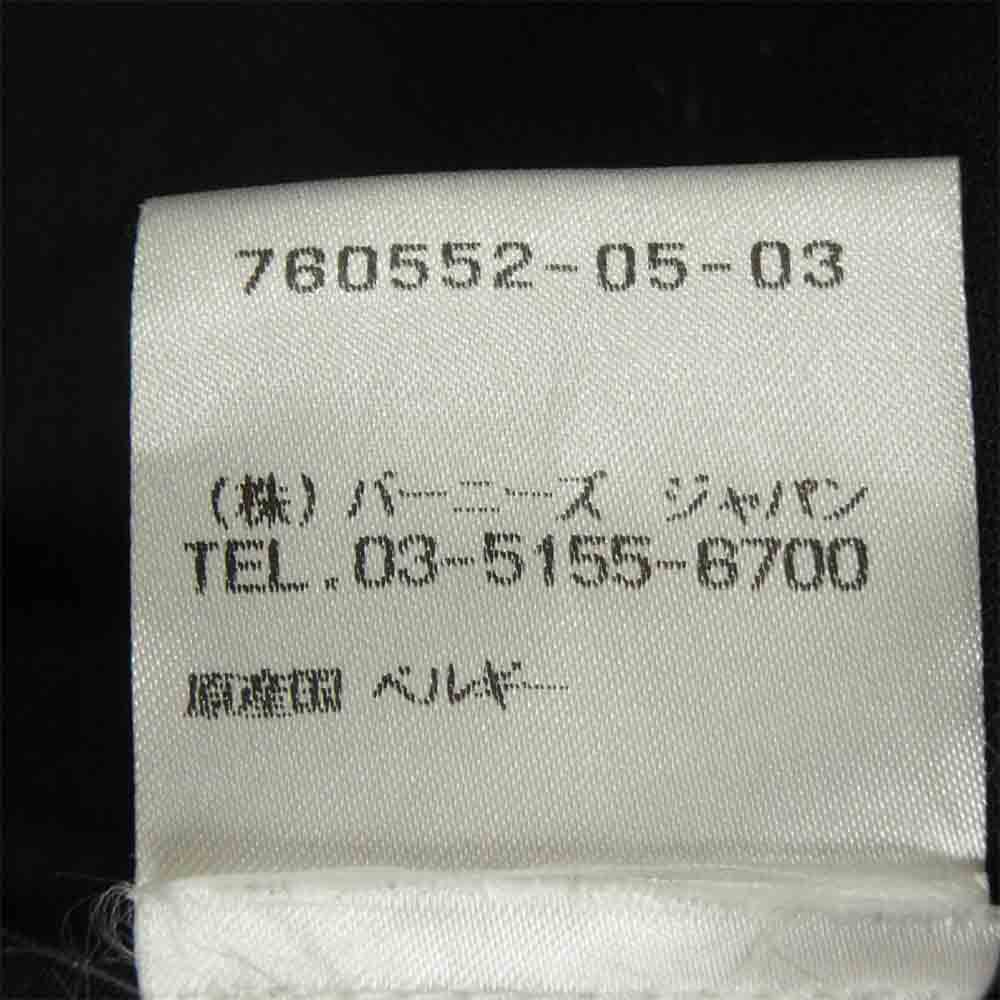 760552-05-03
(株) バーニーズ ジャパン
TEL.03-5155-6700
原産国 ベルギー